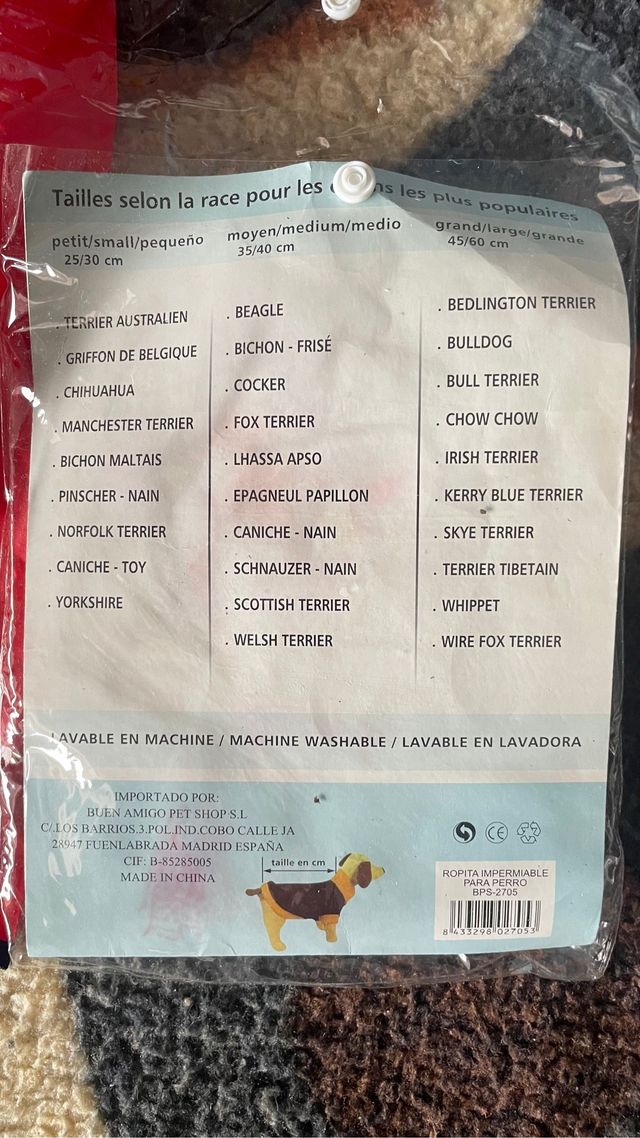 Tailles selon la race pour les ns les plus populaires
petit/small/pequeño
25/30 cm
. TERRIER AUSTRALIEN
. GRIFFON DE BELGIQUE
. CHIHUAHUA
. MANCHESTER TERRIER
. BICHON MALTAIS
. PINSCHER - NAIN
. NORFOLK TERRIER
. CANICHE - TOY
. YORKSHIRE
moyen/medium/medio
35/40 cm
. BEAGLE
. BICHON - FRISÉ
. COCKER
. FOX TERRIER
. LHASSA APSO
. EPAGNEUL PAPILLON
. CANICHE - NAIN
. SCHNAUZER - NAIN
. SCOTTISH TERRIER
. WELSH TERRIER
grand/large/grande
45/60 cm
. BEDLINGTON TERRIER
. BULLDOG
. BULL TERRIER
. CHOW CHOW
. IRISH TERRIER
. KERRY BLUE TERRIER
. SKYE TERRIER
. TERRIER TIBETAIN
. WHIPPET
. WIRE FOX TERRIER
LAVABLE EN MACHINE / MACHINE WASHABLE / LAVABLE EN LAVADORA
IMPORTADO POR:
BUEN AMIGO PET SHOP S.L
C/.LOS BARRIOS.3.POL.IND.COBO CALLE JA
28947 FUENLABRADA MADRID ESPAÑA
CIF: B-85285005
MADE IN CHINA
taille en cm
CE
ROPITA IMPERMIABLE
PARA PERRO
BPS-2705
8 433298 027053